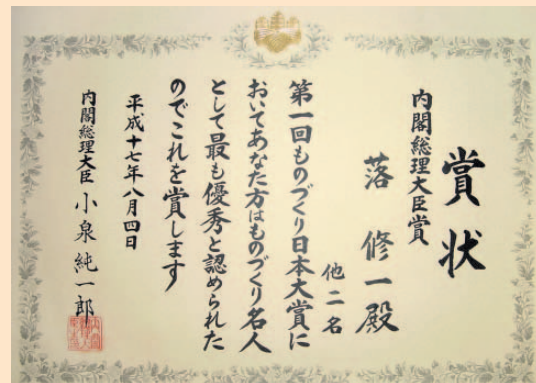 賞状
内閣総理大臣賞
落修一殿
他二名
第一回ものづくり日本大賞に
おいてあなた方はものづくり名人
として最も優秀と認められた
のでこれを賞します
平成十七年八月四日
内閣総理大臣 小泉純一郎